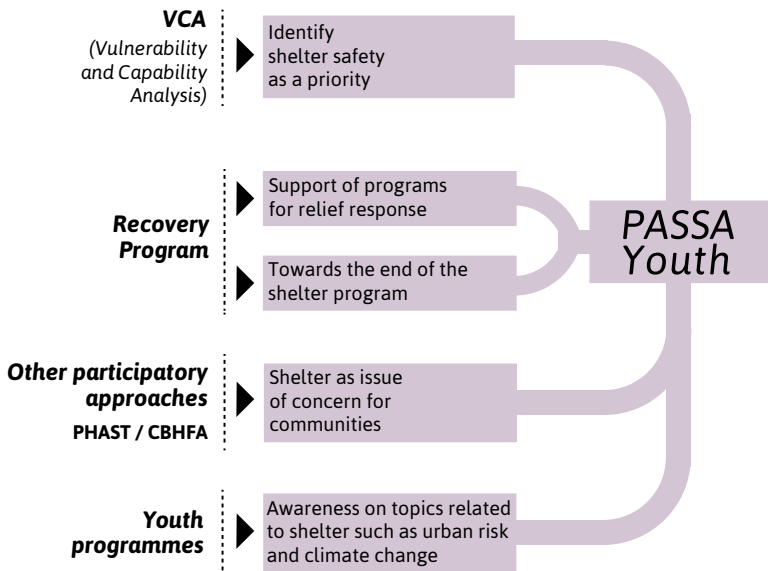 VCA
(Vulnerability
and Capability
Analysis)
Identify
shelter safety
as a priority
Recovery
Program
Support of programs
for relief response
Towards the end of the
shelter program
PASSA
Youth
Other participatory
approaches
PHAST / CBHFA
Shelter as issue
of concern for
communities
Youth
programmes
Awareness on topics related
to shelter such as urban risk
and climate change